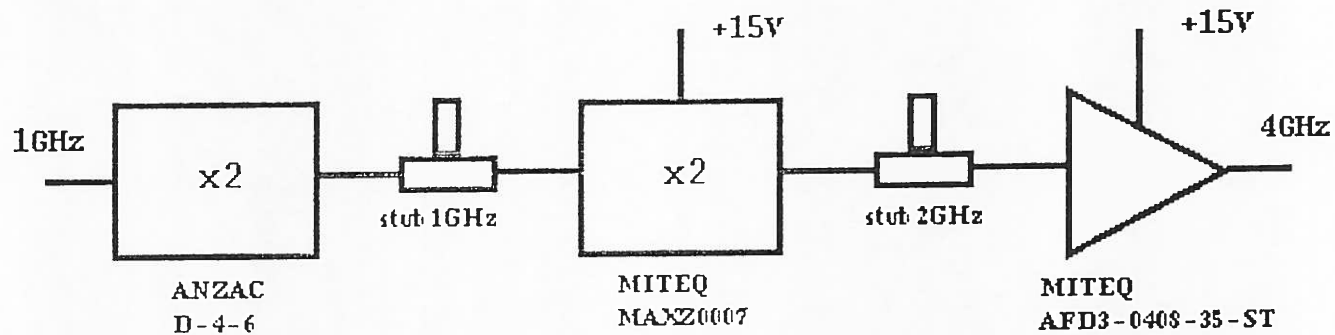 +15V
+15V
1GHz
4GHz
x2
x2
stub 1GHz
stub 2GHz
ANZAC
D-4-6
MITEQ
MAXZ0007
MITEQ
AFD3-0408-35-ST